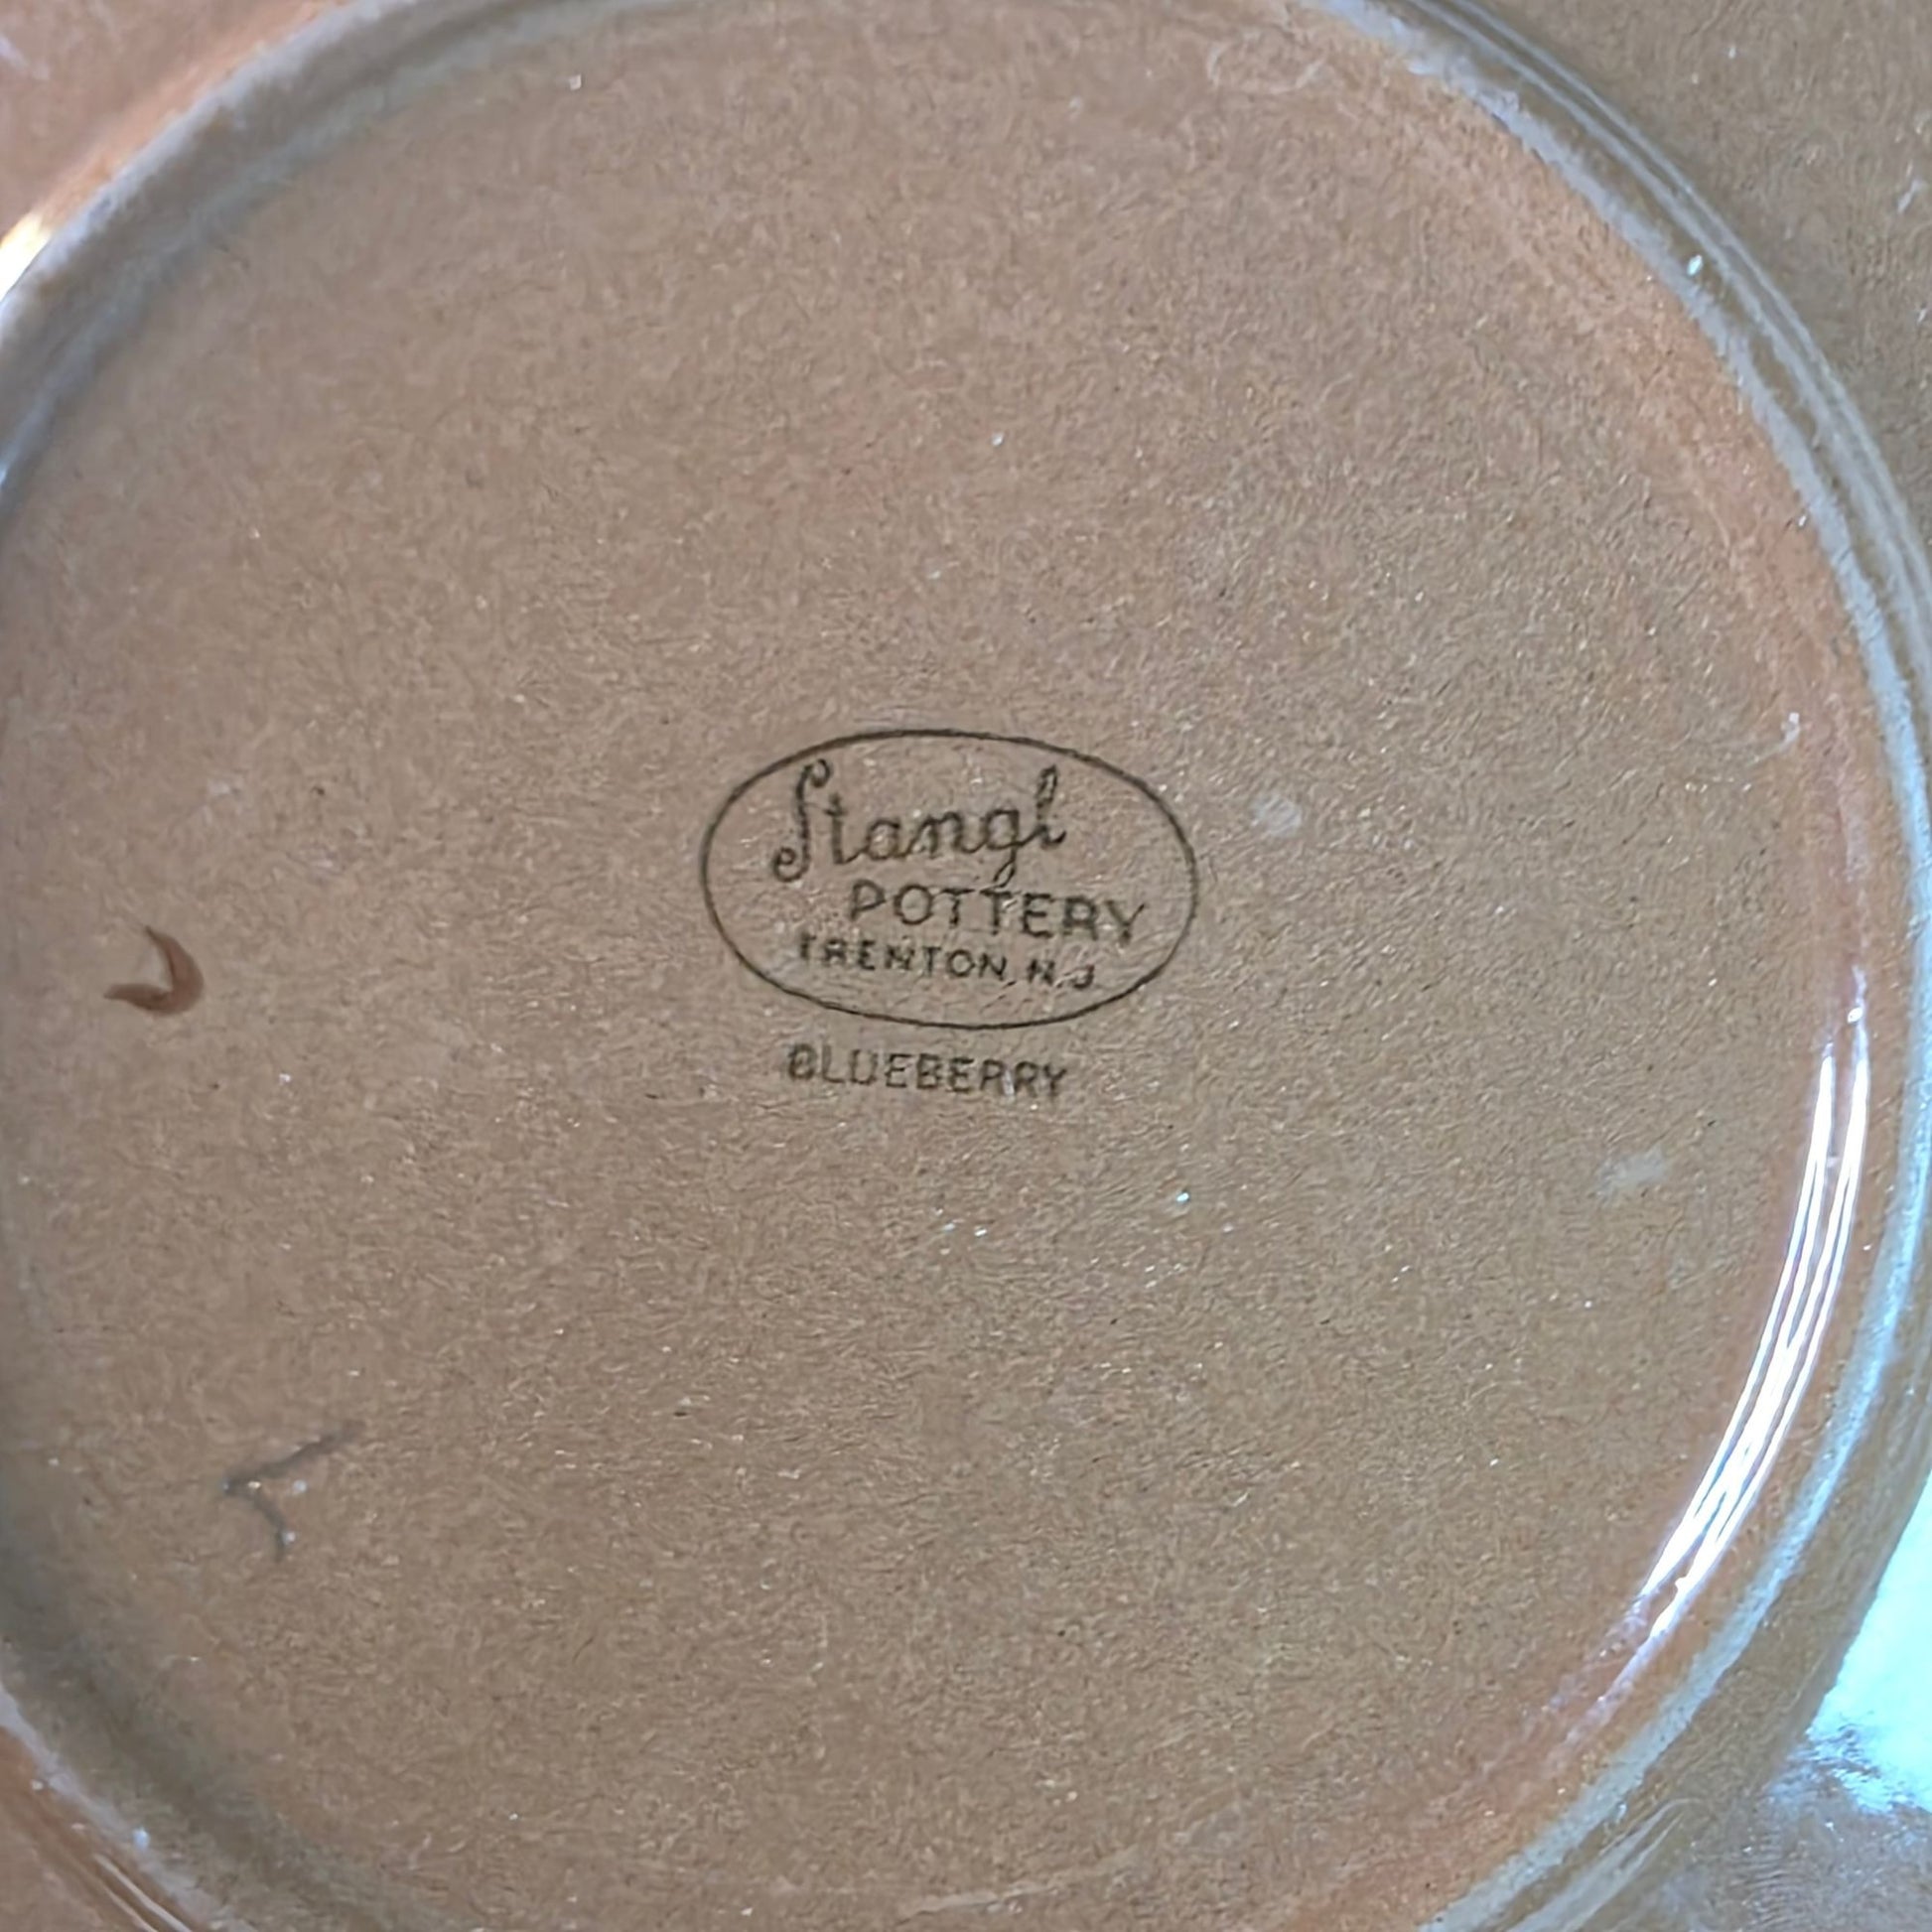 Stangl
POTTERY
TRENTON, N.J.
BLUEBERRY